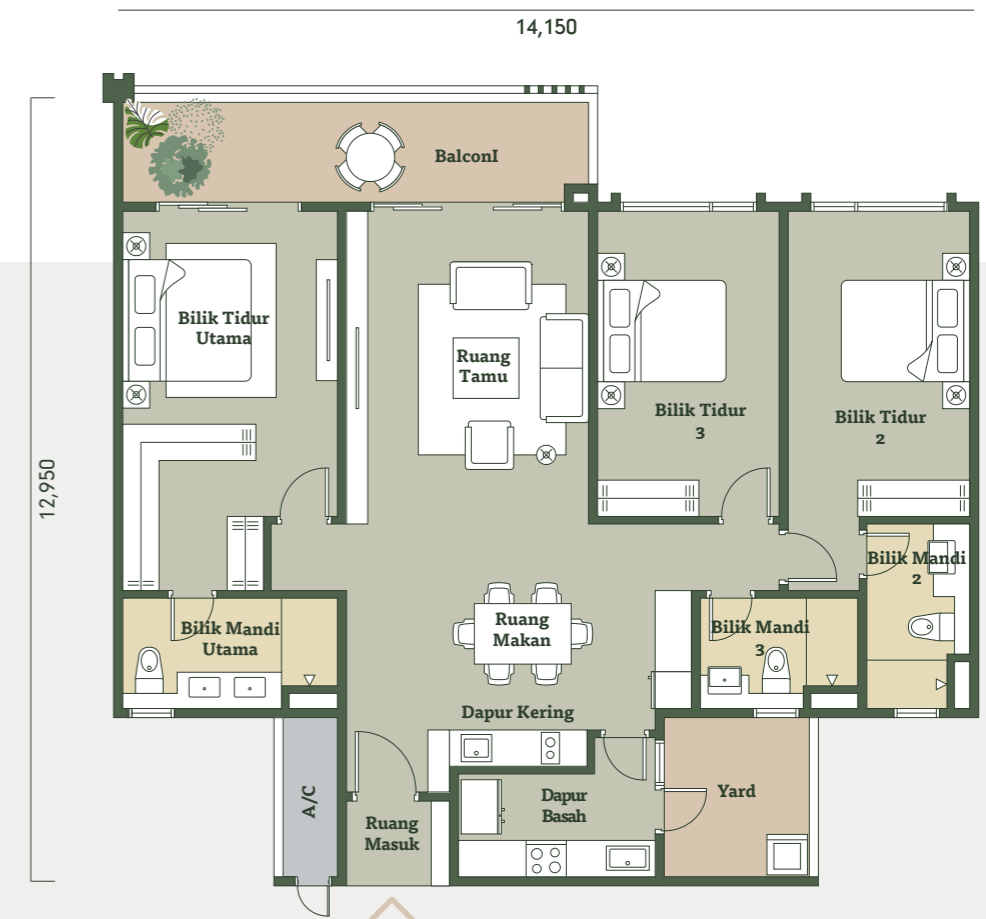 14,150
12,950
BalconI
Bilik Tidur
Utama
Ruang
Tamu
Bilik Tidur
3
Bilik Tidur
2
Bilik Mandi
2
Bilik Mandi
Utama
Ruang
Makan
Bilik Mandi
3
Dapur Kering
A/C
Ruang
Masuk
Dapur
Basah
Yard